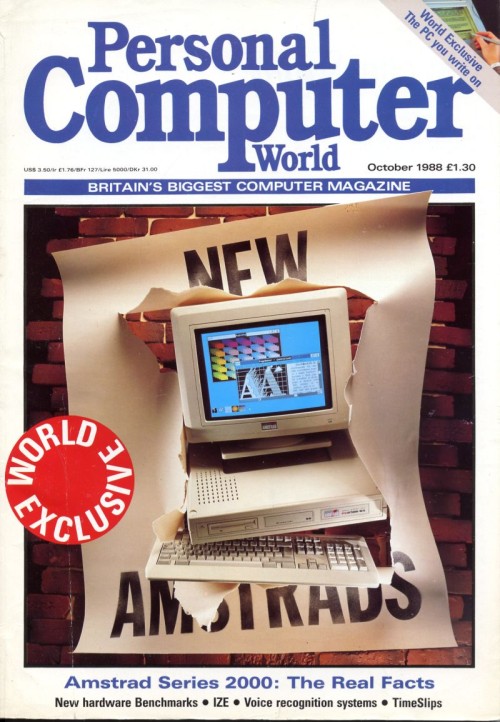 World Exclusive
The PC you write on
Personal
Computer
World
US$ 3.50/Ir £1.76/BFr 127/Lire 5000/DKr 31.00
October 1988 £1.30
BRITAIN'S BIGGEST COMPUTER MAGAZINE
NEW
WORLD
EXCLUSIVE
AMSTRADS
Amstrad Series 2000: The Real Facts
New hardware Benchmarks • IZE • Voice recognition systems • TimeSlips